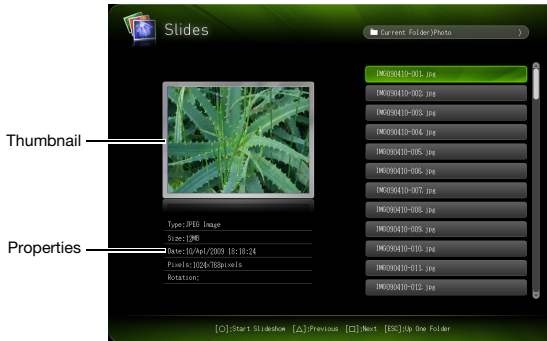 Slides
Current Folder)Photo
Thumbnail
Properties
Type:JPEG Image
Size:12MB
Date:10/Apl/2009 18:18:24
Pixels:1024x768pixels
Rotation:
IMG090410-001.jpg
IMG090410-002.jpg
IMG090410-003.jpg
IMG090410-004.jpg
IMG090410-005.jpg
IMG090410-006.jpg
IMG090410-007.jpg
IMG090410-008.jpg
IMG090410-009.jpg
IMG090410-010.jpg
IMG090410-011.jpg
IMG090410-012.jpg
[○]:Start Slideshow [△]:Previous [□]:Next [ESC]:Up One Folder